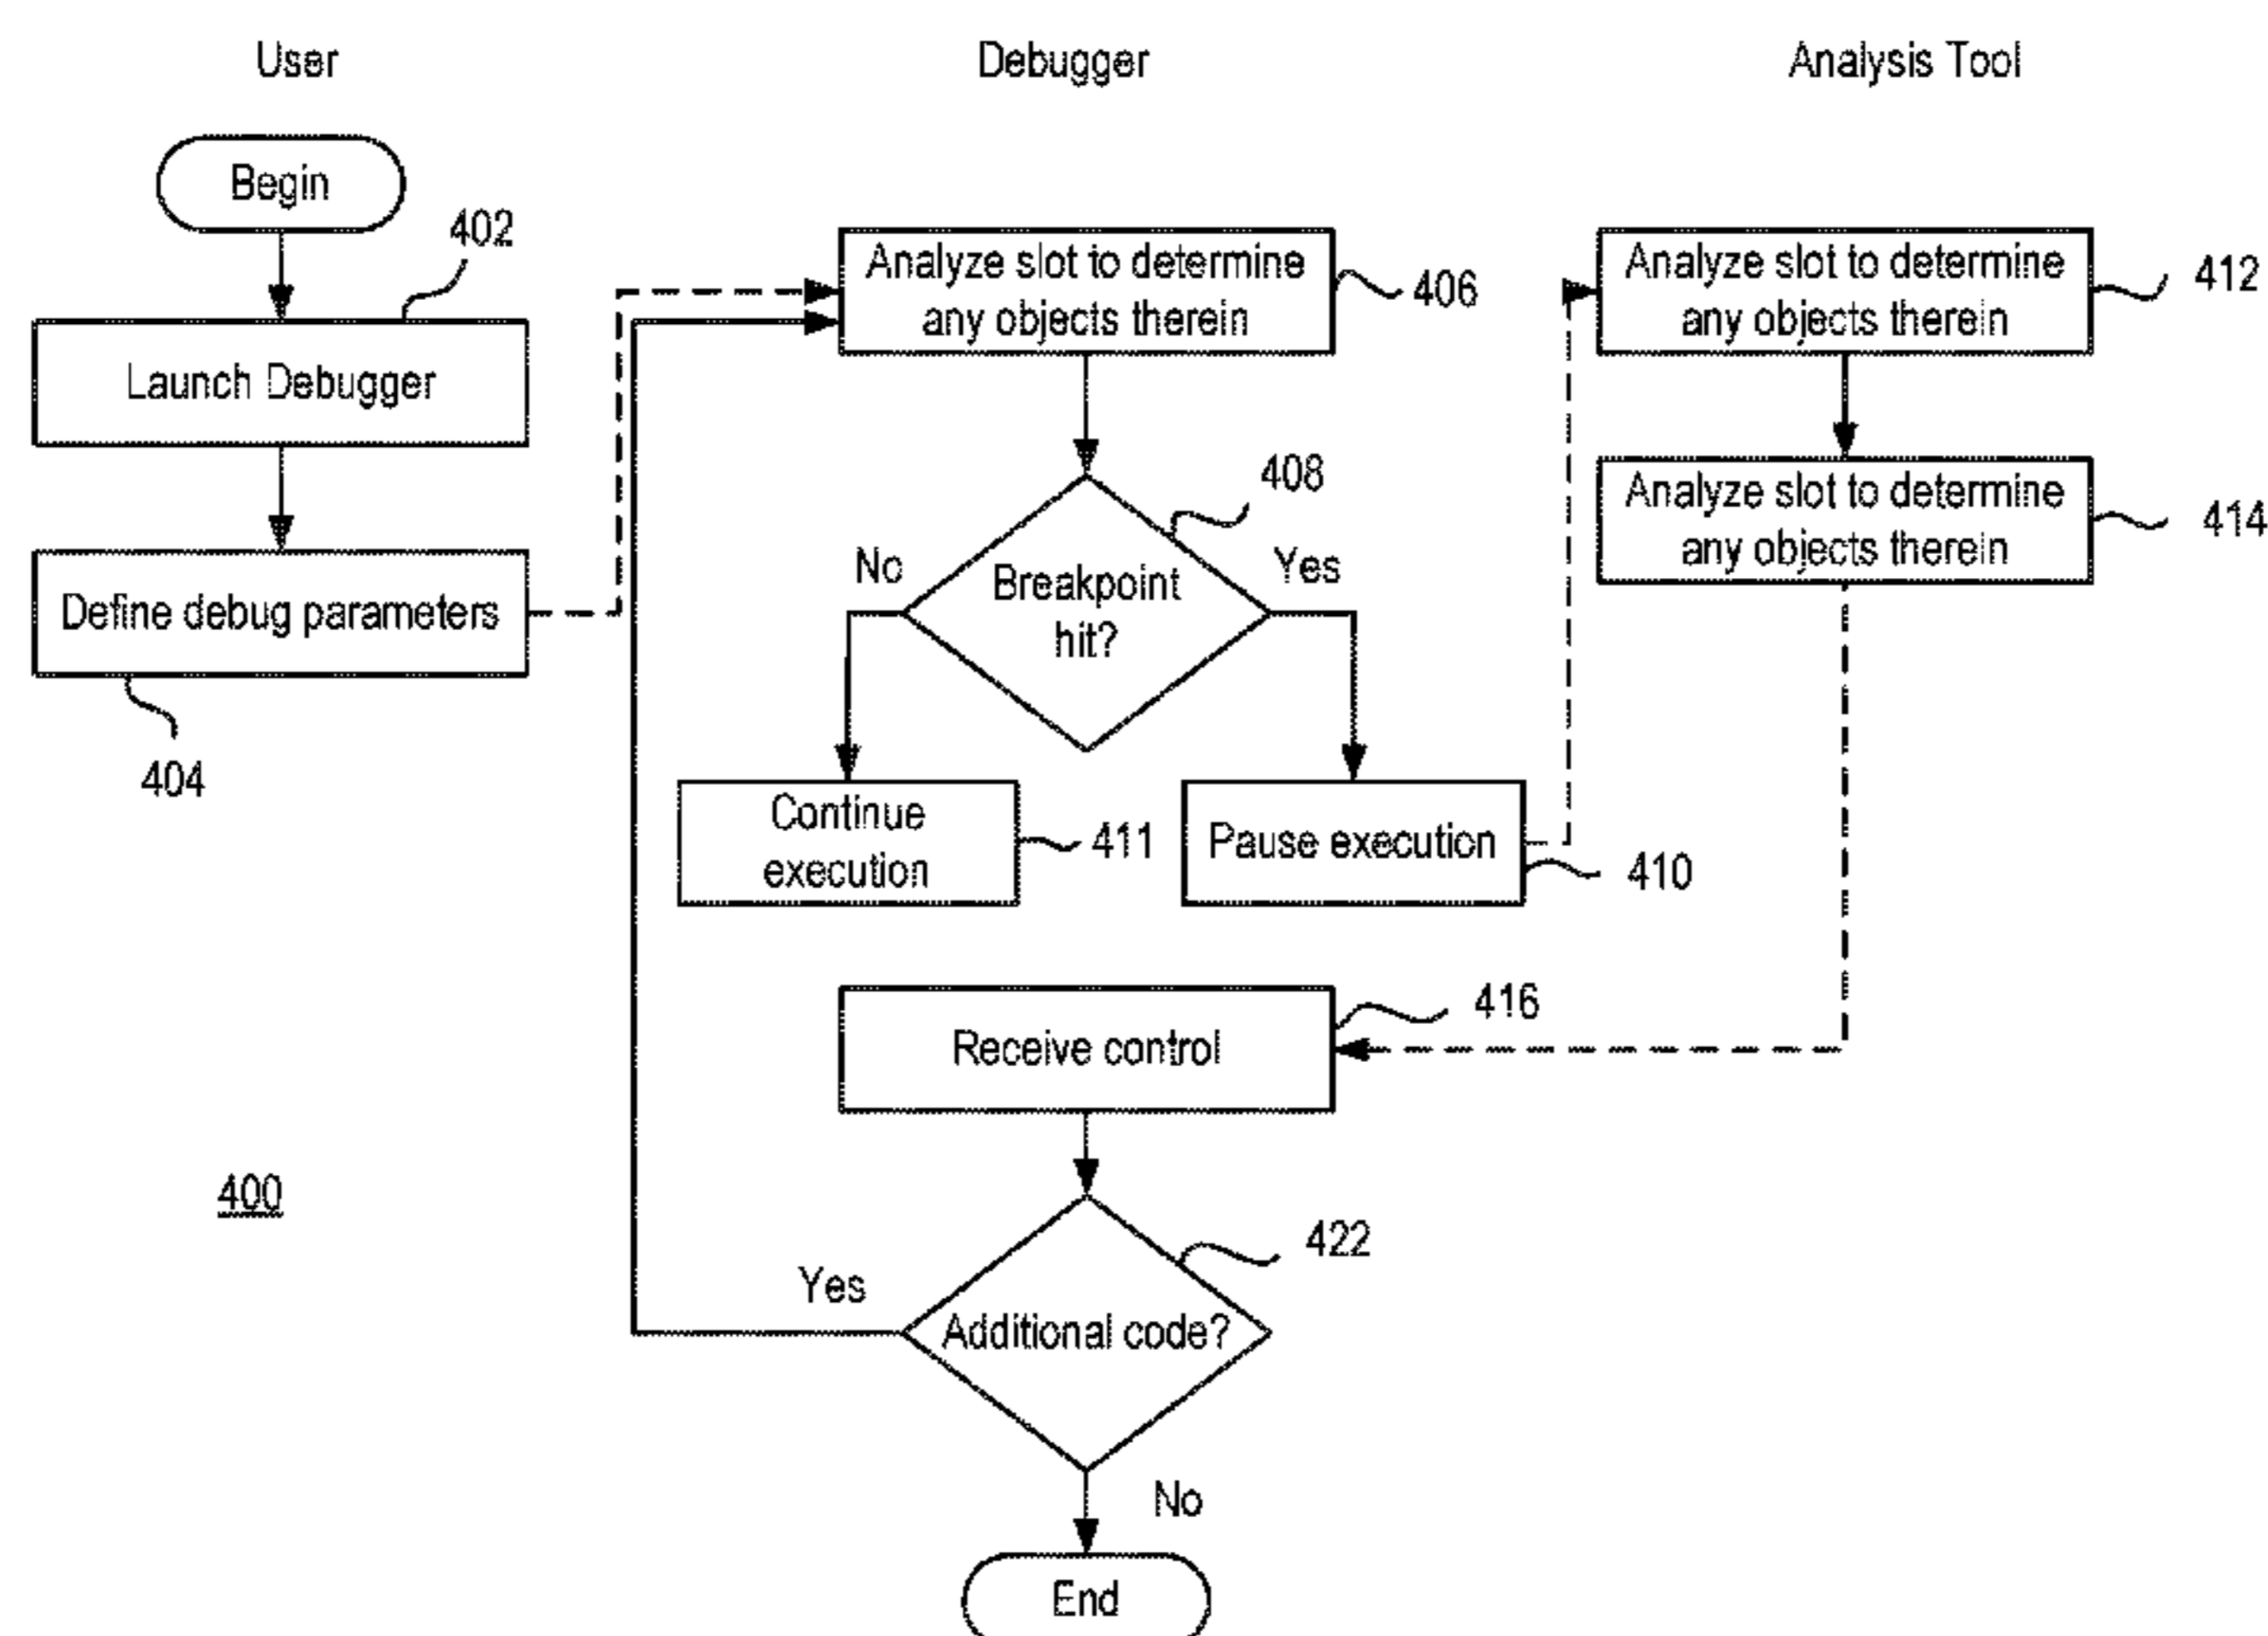 User
Debugger
Analysis Tool
Begin
402
Launch Debugger
Define debug parameters
404
Analyze slot to determine
any objects therein
406
408
No
Breakpoint
hit?
Yes
Continue
execution
411
Pause execution
410
Analyze slot to determine
any objects therein
412
Analyze slot to determine
any objects therein
414
Receive control
416
422
Yes
Additional code?
No
End
400